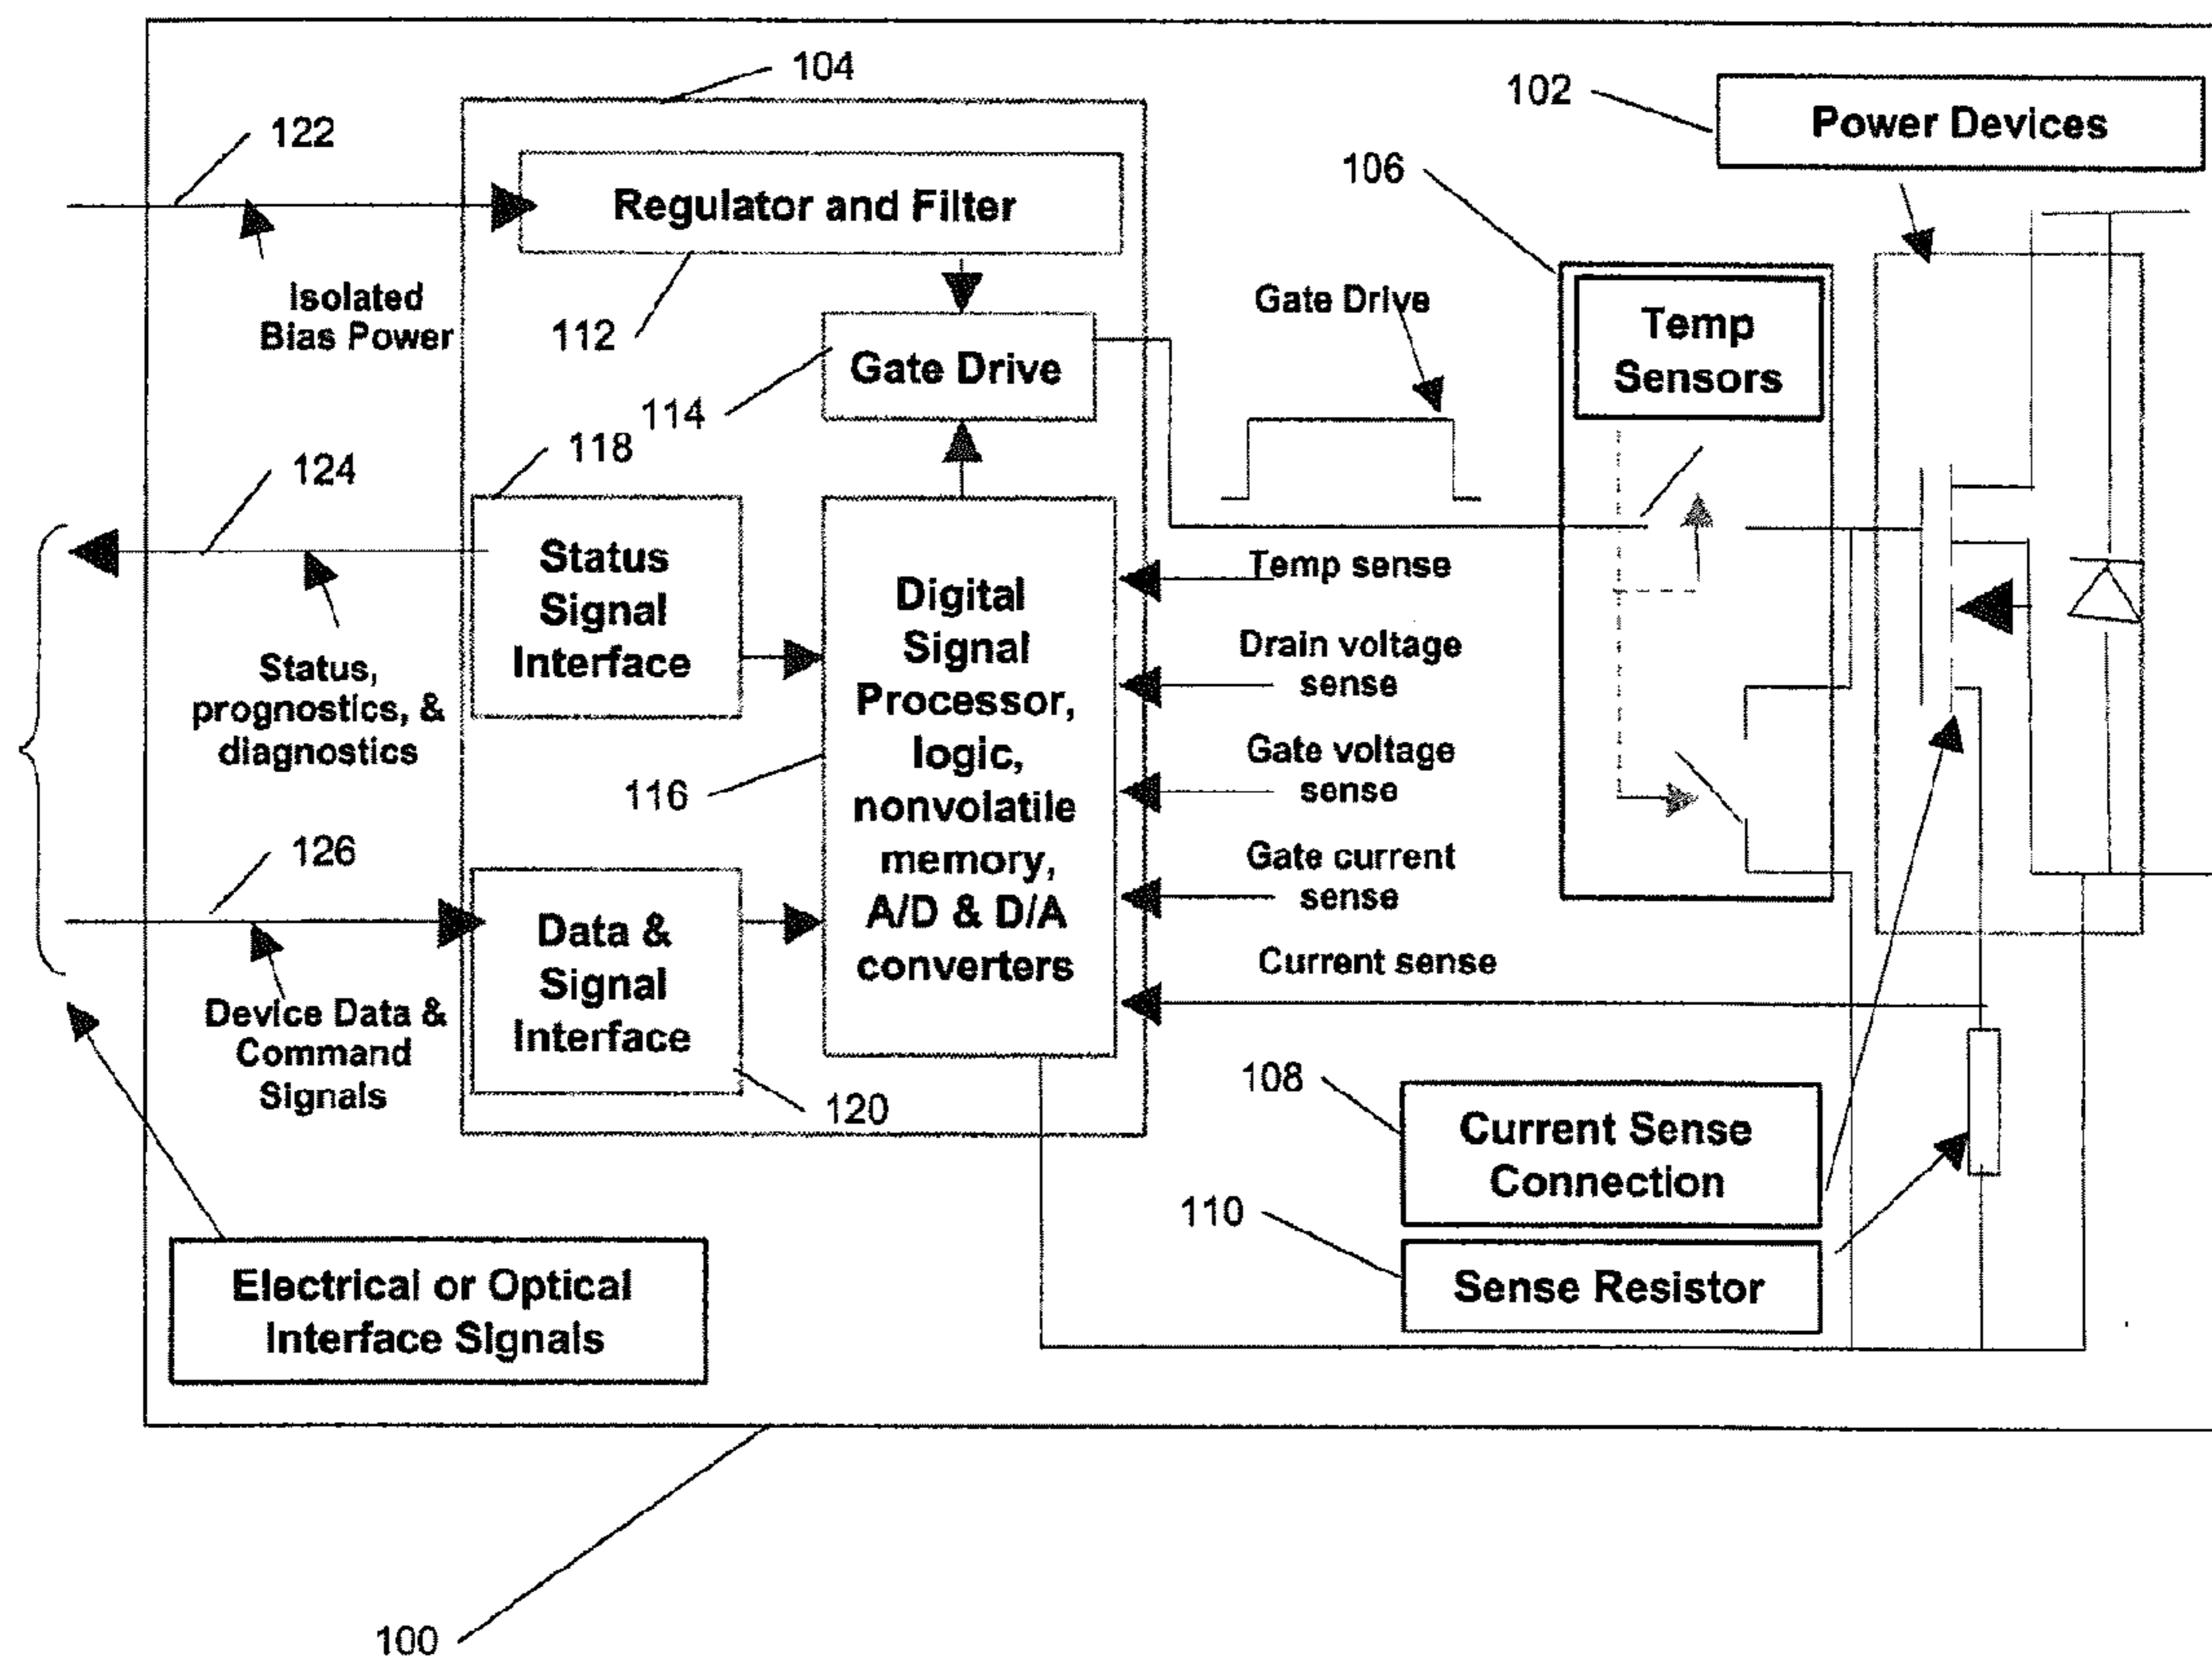 104
102
Power Devices
122
106
Regulator and Filter
Isolated
Bias Power
112
Gate Drive
Temp
Sensors
Gate Drive
114
118
124
Status
Signal
Interface
Status,
prognostics, &
diagnostics
Digital
Signal
Processor,
logic,
nonvolatile
memory,
A/D & D/A
converters
116
Temp sense
Drain voltage
sense
Gate voltage
sense
Gate current
sense
Current sense
126
Data &
Signal
Interface
Device Data &
Command
Signals
120
108
Current Sense
Connection
110
Sense Resistor
Electrical or Optical
Interface Signals
100